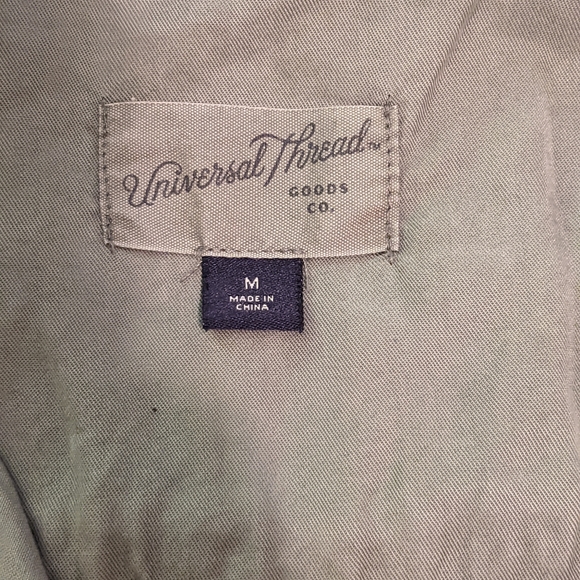 Universal Thread™
GOODS
CO.
M
MADE IN
CHINA